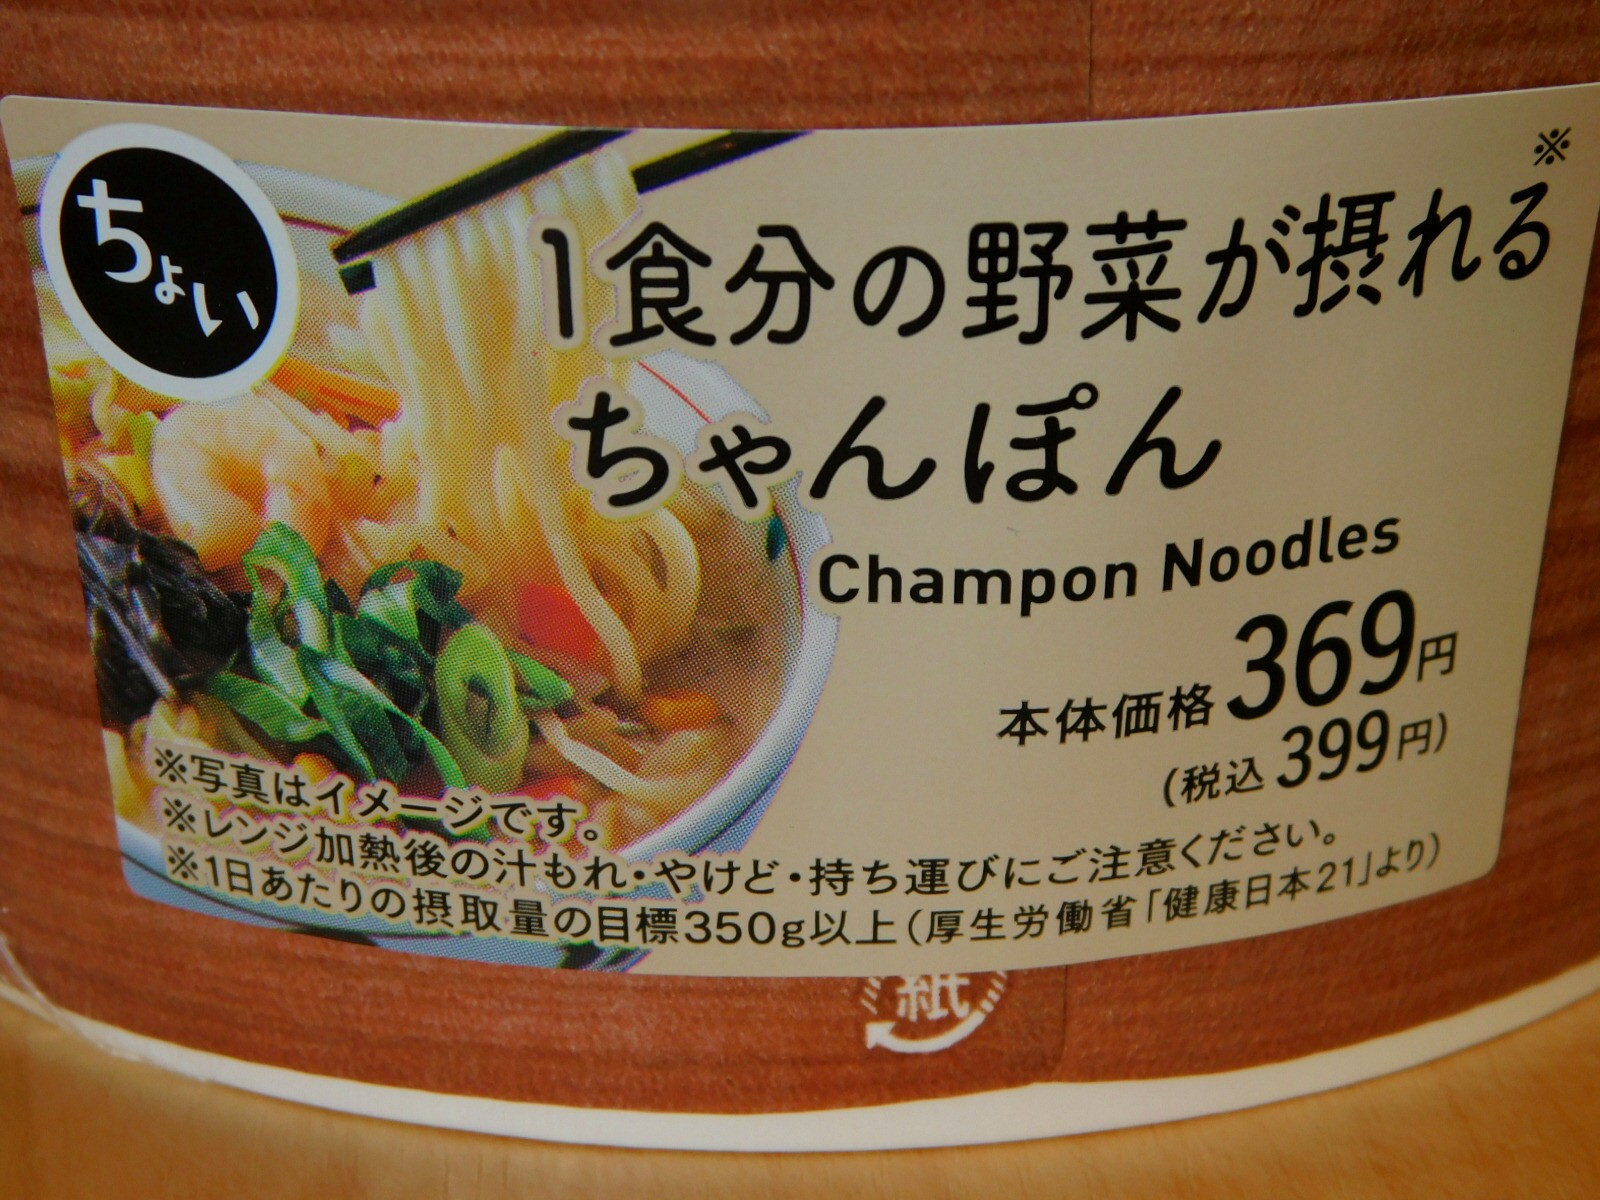 ちょい
1食分の野菜が摂れる※
ちゃんぽん
Champon Noodles
本体価格369円
(税込399円)
※写真はイメージです。
※レンジ加熱後の汁もれ・やけど・持ち運びにご注意ください。
※1日あたりの摂取量の目標350g以上(厚生労働省「健康日本21」より)
紙